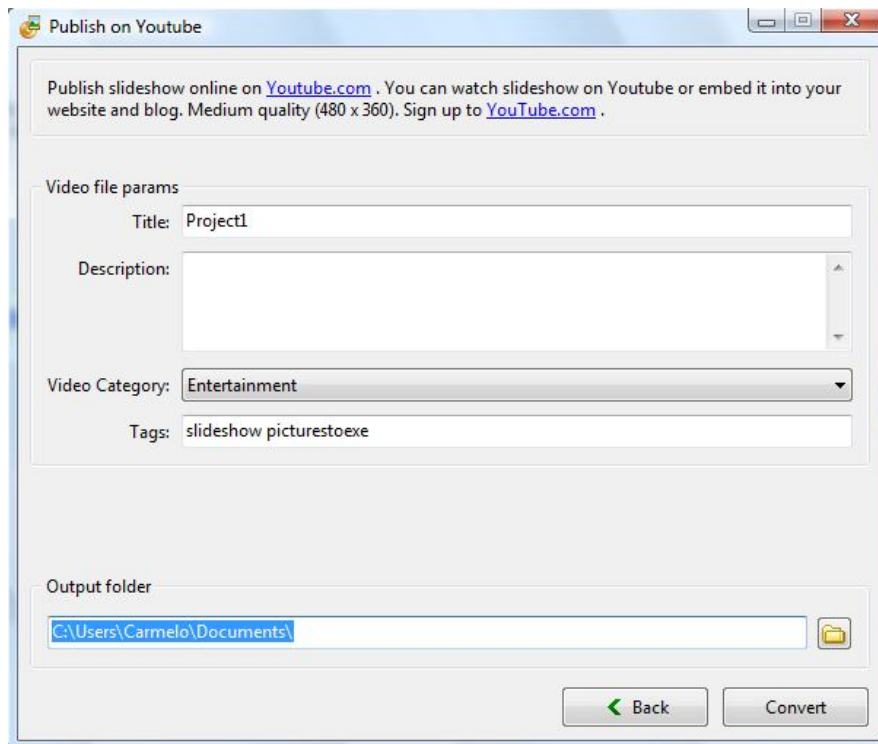 Publish on Youtube
Publish slideshow online on Youtube.com . You can watch slideshow on Youtube or embed it into your
website and blog. Medium quality (480 x 360). Sign up to YouTube.com .
Video file params
Title: Project1
Description:
Video Category: Entertainment
Tags: slideshow picturestoexe
Output folder
C:\Users\Carmelo\Documents\
Back Convert